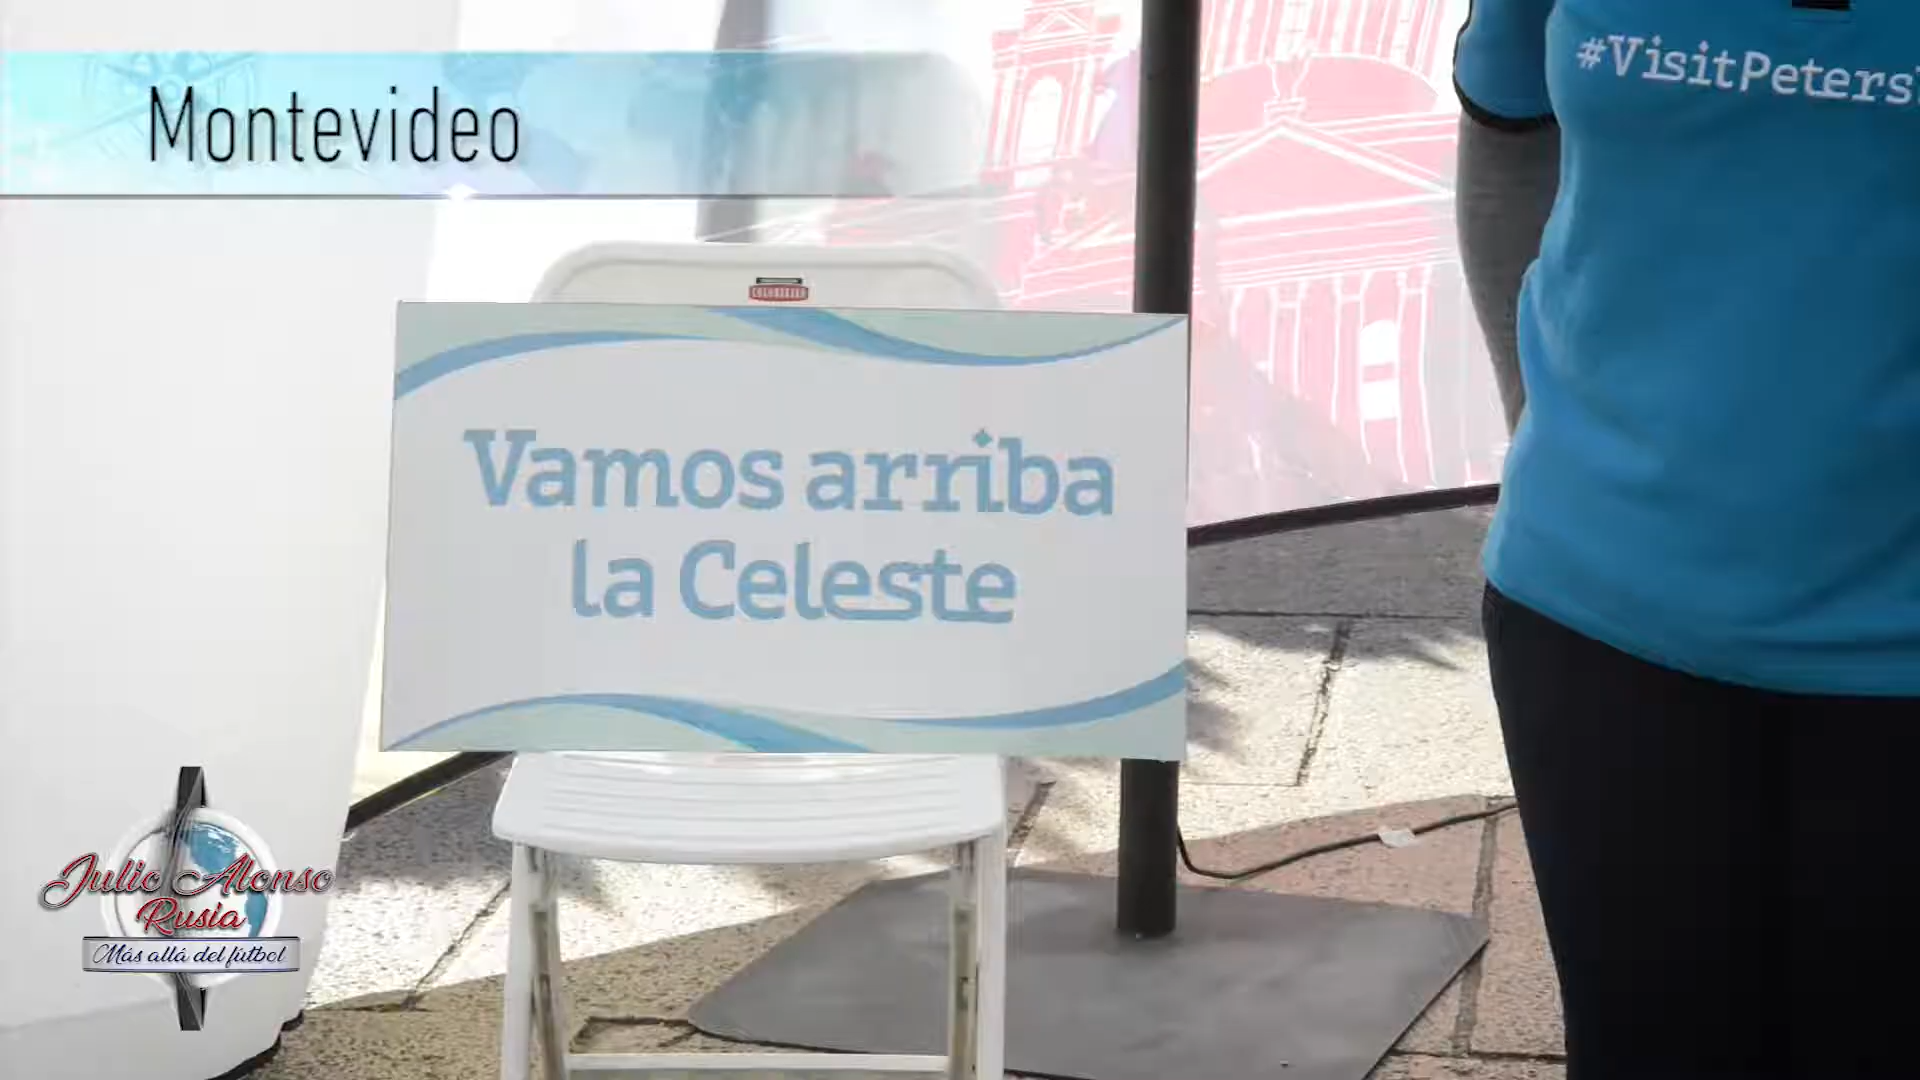 Montevideo
#VisitPeters
Vamos arriba
la Celeste
Julio Alonso
Rusia
Más allá del fútbol